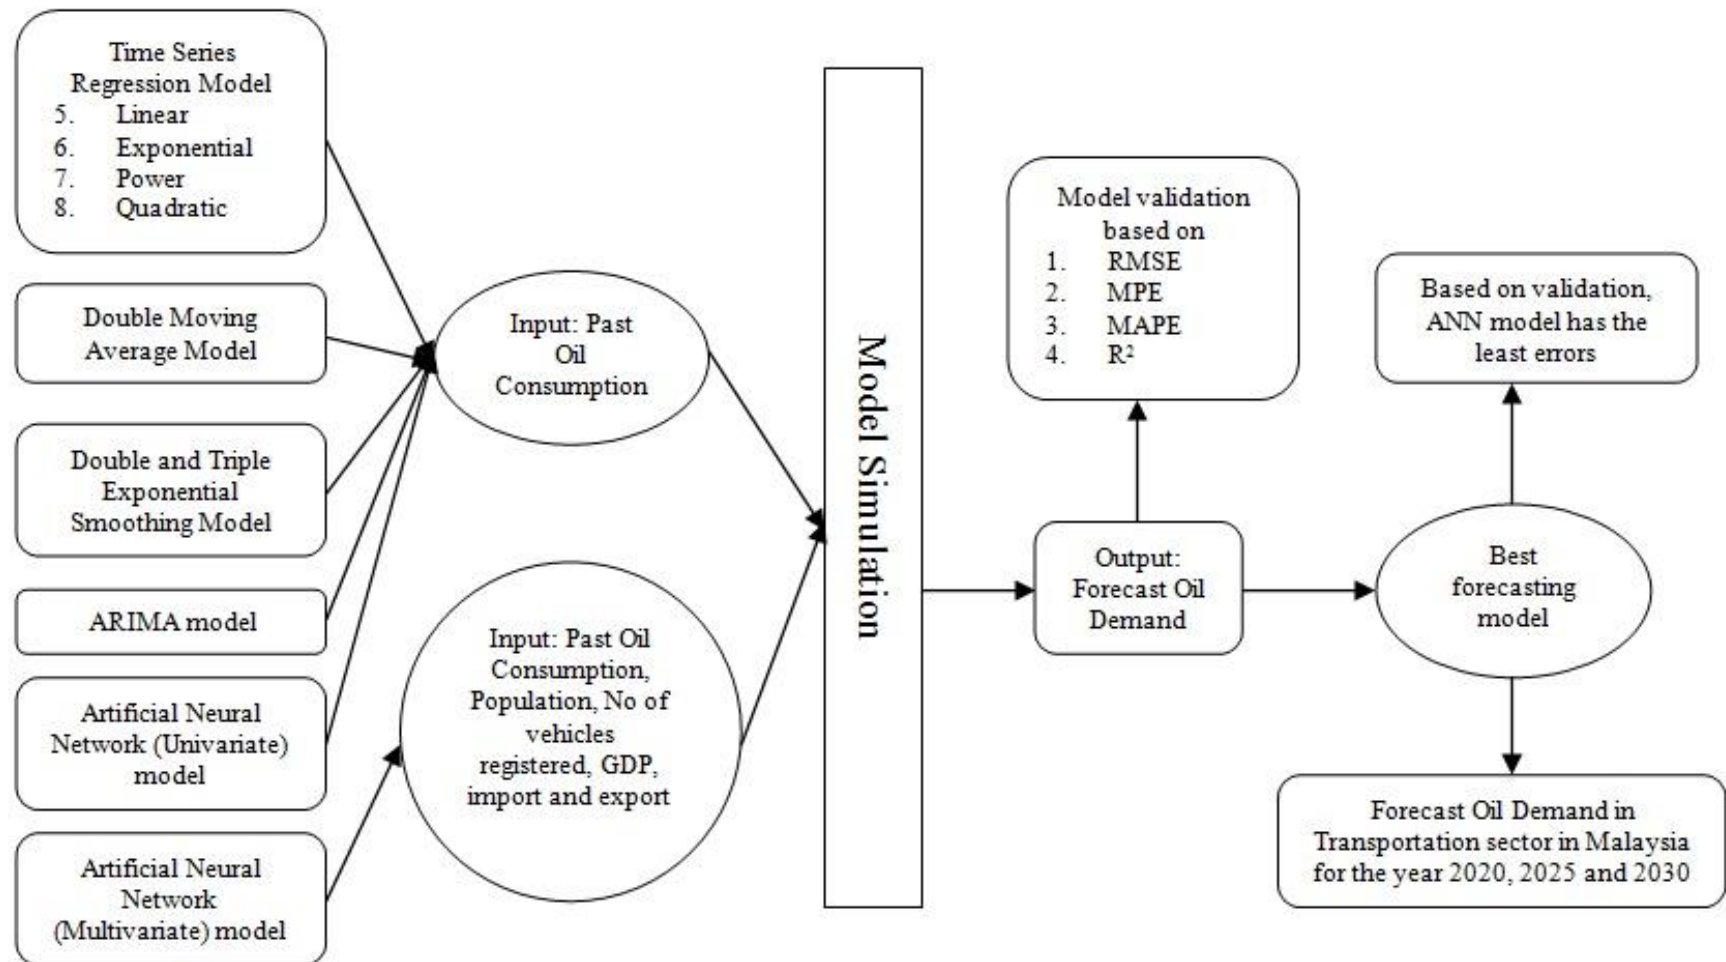 Time Series
Regression Model
5. Linear
6. Exponential
7. Power
8. Quadratic
Double Moving
Average Model
Double and Triple
Exponential
Smoothing Model
ARIMA model
Artificial Neural
Network (Univariate)
model
Artificial Neural
Network
(Multivariate) model
Input: Past
Oil
Consumption
Input: Past Oil
Consumption,
Population, No of
vehicles
registered, GDP,
import and export
Model Simulation
Model validation
based on
1. RMSE
2. MPE
3. MAPE
4. R²
Output:
Forecast Oil
Demand
Based on validation,
ANN model has the
least errors
Best
forecasting
model
Forecast Oil Demand in
Transportation sector in Malaysia
for the year 2020, 2025 and 2030